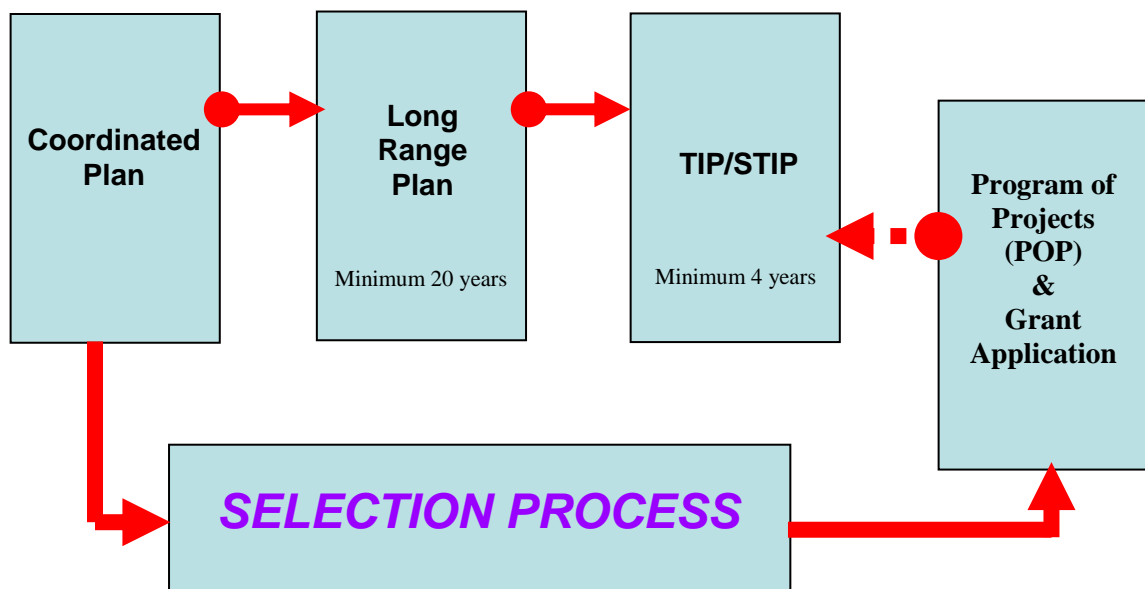 Coordinated
Plan
Long
Range
Plan
Minimum 20 years
TIP/STIP
Minimum 4 years
Program of
Projects
(POP)
&
Grant
Application
SELECTION PROCESS